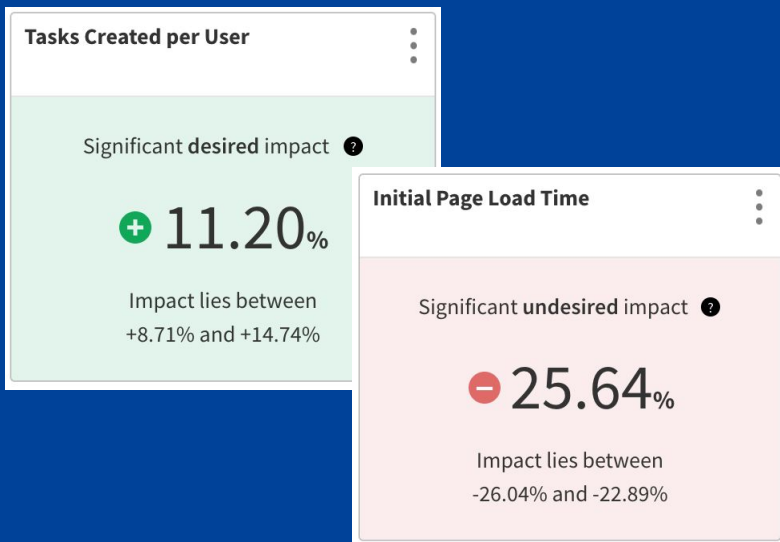 Tasks Created per User
Significant desired impact ?
+ 11.20%
Impact lies between
+8.71% and +14.74%
Initial Page Load Time
Significant undesired impact ?
− 25.64%
Impact lies between
-26.04% and -22.89%